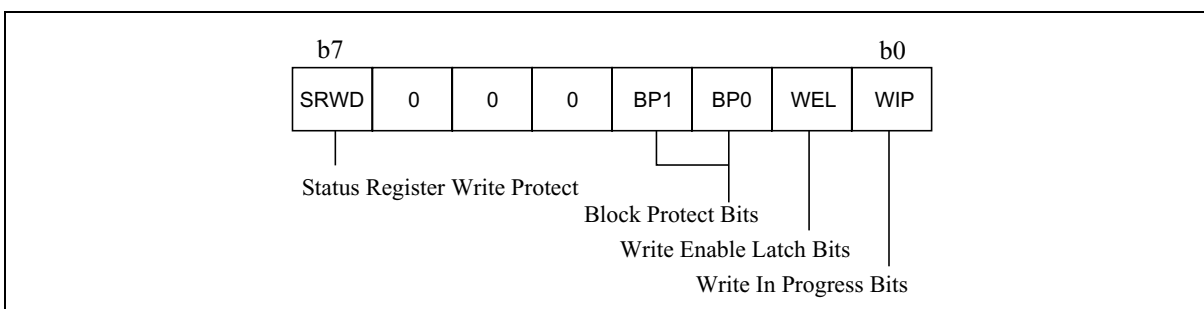 b7 b0
SRWD 0 0 0 BP1 BP0 WEL WIP
Status Register Write Protect
Block Protect Bits
Write Enable Latch Bits
Write In Progress Bits